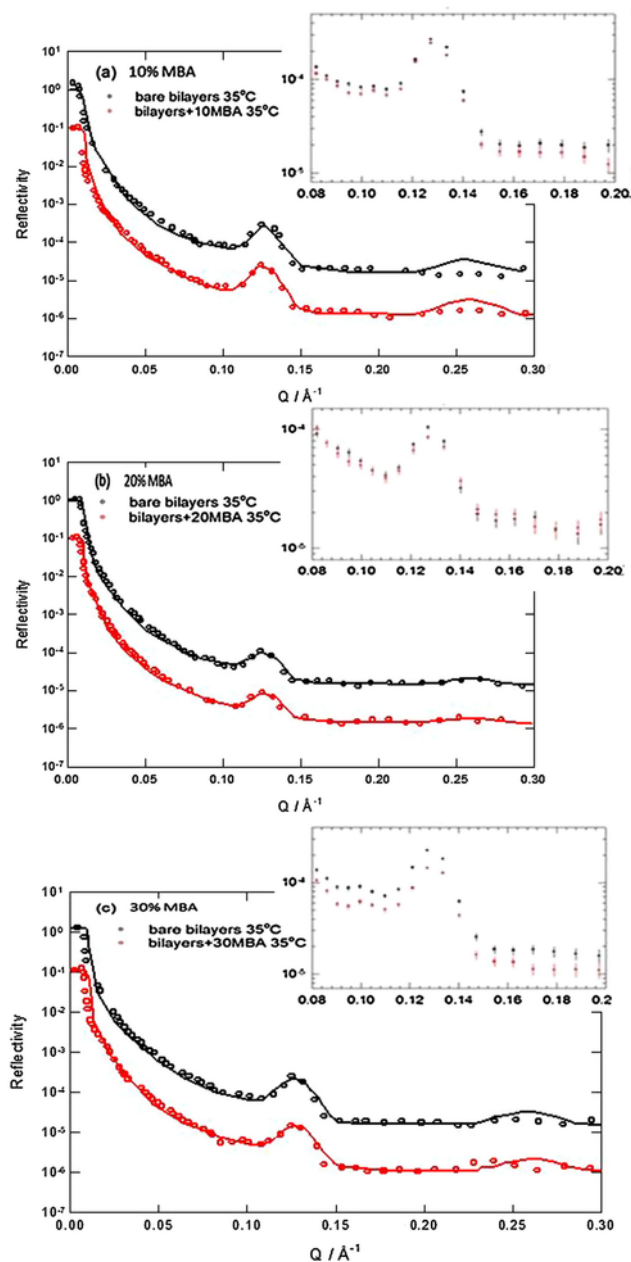 (a) 10% MBA
bare bilayers 35°C
bilayers+10MBA 35°C
10⁻⁴
10⁻⁵
0.08 0.10 0.12 0.14 0.16 0.18 0.20
Reflectivity
10¹
10⁰
10⁻¹
10⁻²
10⁻³
10⁻⁴
10⁻⁵
10⁻⁶
0.00 0.05 0.10 0.15 0.20 0.25 0.30
Q / Å⁻¹
(b) 20%MBA
bare bilayers 35°C
bilayers+20MBA 35°C
10⁻⁴
10⁻⁵
0.08 0.10 0.12 0.14 0.16 0.18 0.20
Reflectivity
10¹
10⁰
10⁻¹
10⁻²
10⁻³
10⁻⁴
10⁻⁵
10⁻⁶
10⁻⁷
0.00 0.05 0.10 0.15 0.20 0.25 0.30
Q / Å⁻¹
(c) 30% MBA
bare bilayers 35°C
bilayers+30MBA 35°C
10⁻⁴
10⁻⁵
0.08 0.10 0.12 0.14 0.16 0.18 0.2
Reflectivity
10¹
10⁰
10⁻¹
10⁻²
10⁻³
10⁻⁴
10⁻⁵
10⁻⁶
10⁻⁷
0.00 0.05 0.10 0.15 0.20 0.25 0.30
Q / Å⁻¹